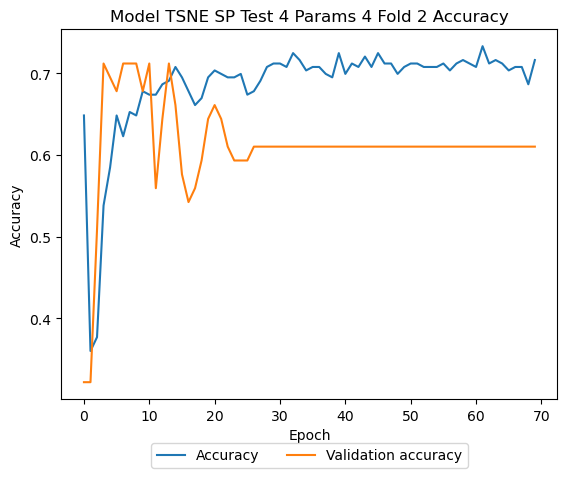 Model TSNE SP Test 4 Params 4 Fold 2 Accuracy
0.7
0.6
0.5
0.4
Accuracy
0 10 20 30 40 50 60 70
Epoch
Accuracy Validation accuracy